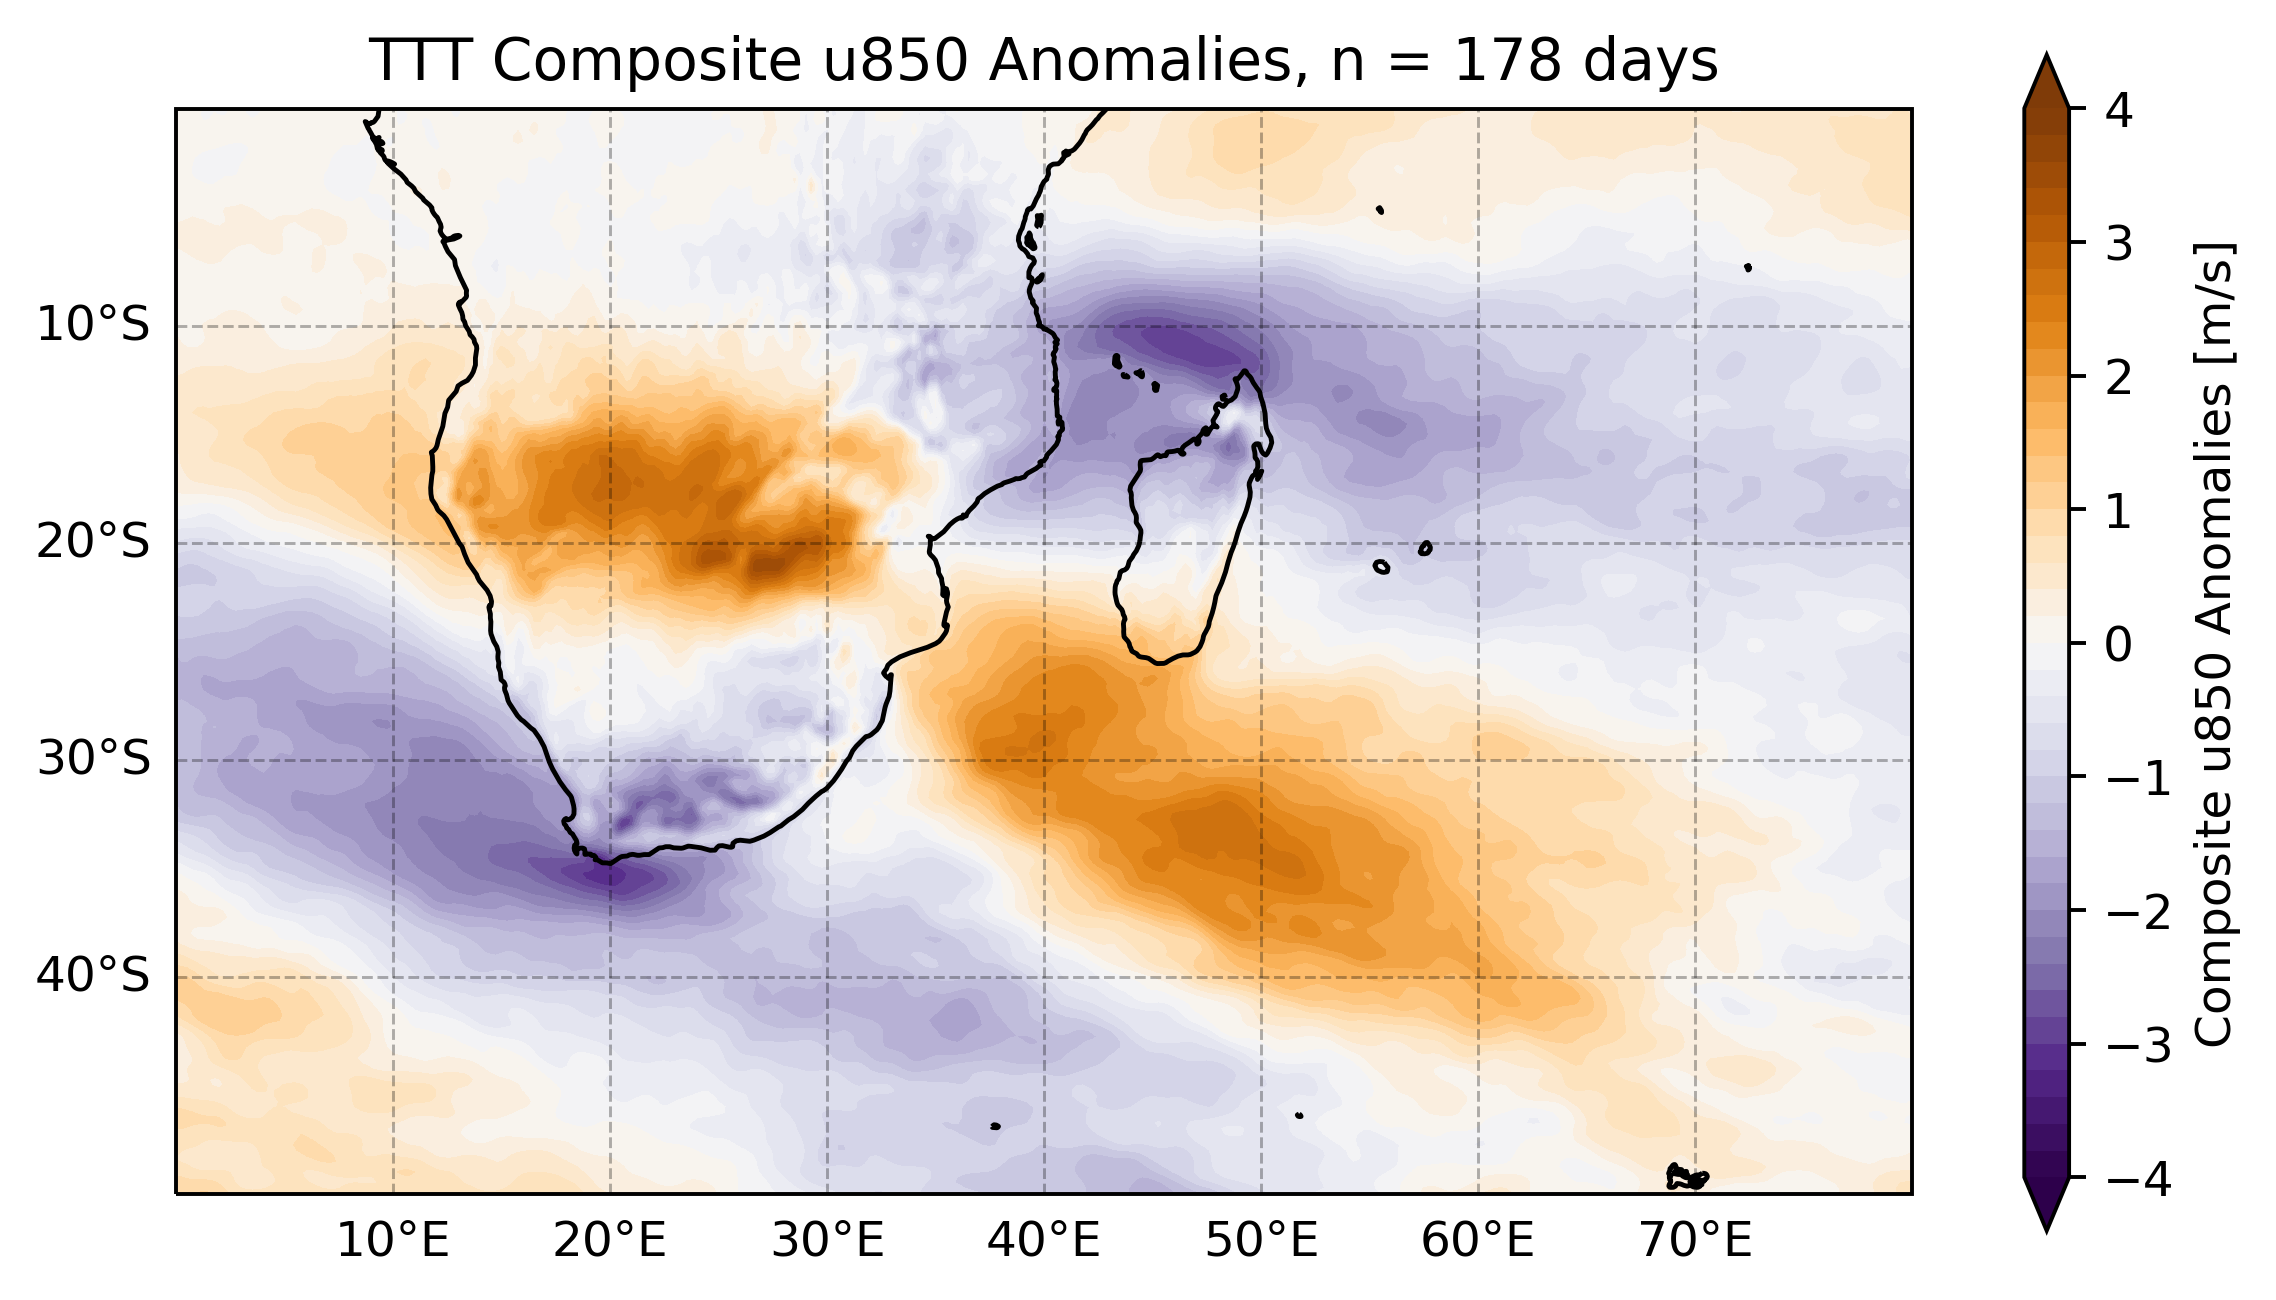 TTT Composite u850 Anomalies, n = 178 days
10°S
20°S
30°S
40°S
10°E
20°E
30°E
40°E
50°E
60°E
70°E
4
3
2
1
0
−1
−2
−3
−4
Composite u850 Anomalies [m/s]